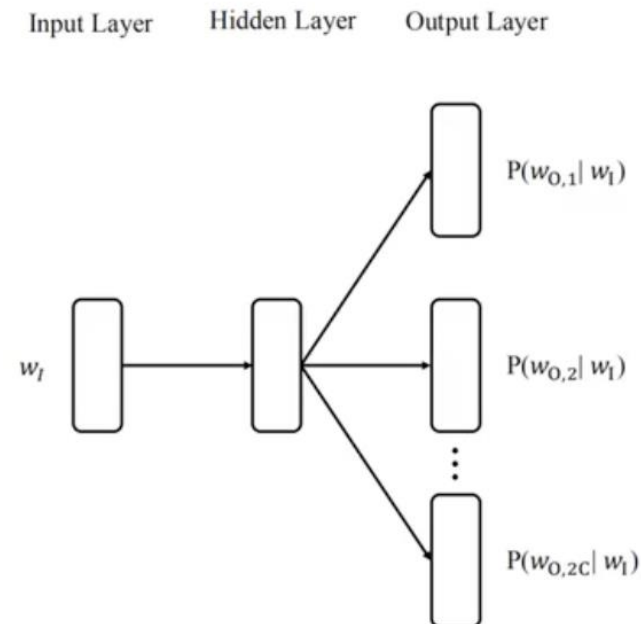 Input Layer Hidden Layer Output Layer
P(w_{O,1}| w_I)
w_I P(w_{O,2}| w_I)
P(w_{O,2C}| w_I)